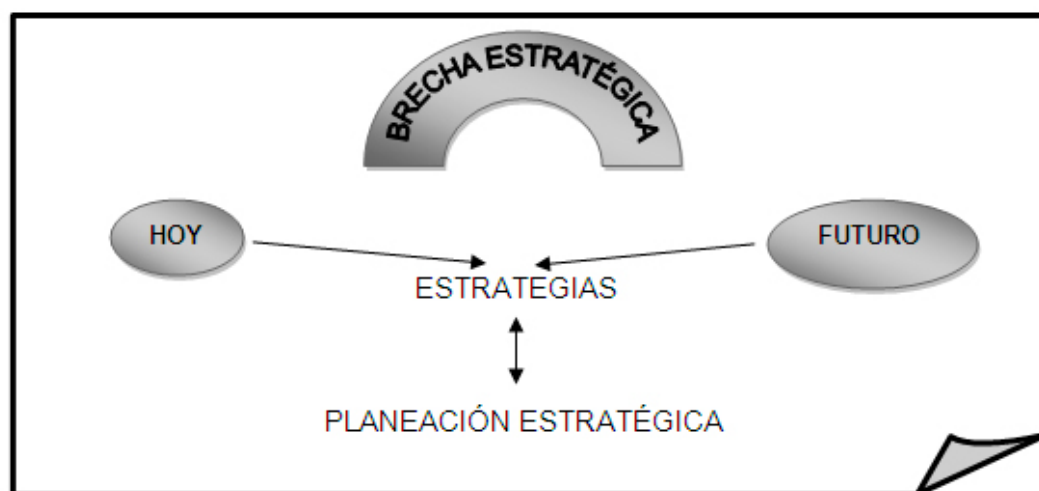 BRECHA ESTRATÉGICA
HOY
FUTURO
ESTRATEGIAS
PLANEACIÓN ESTRATÉGICA